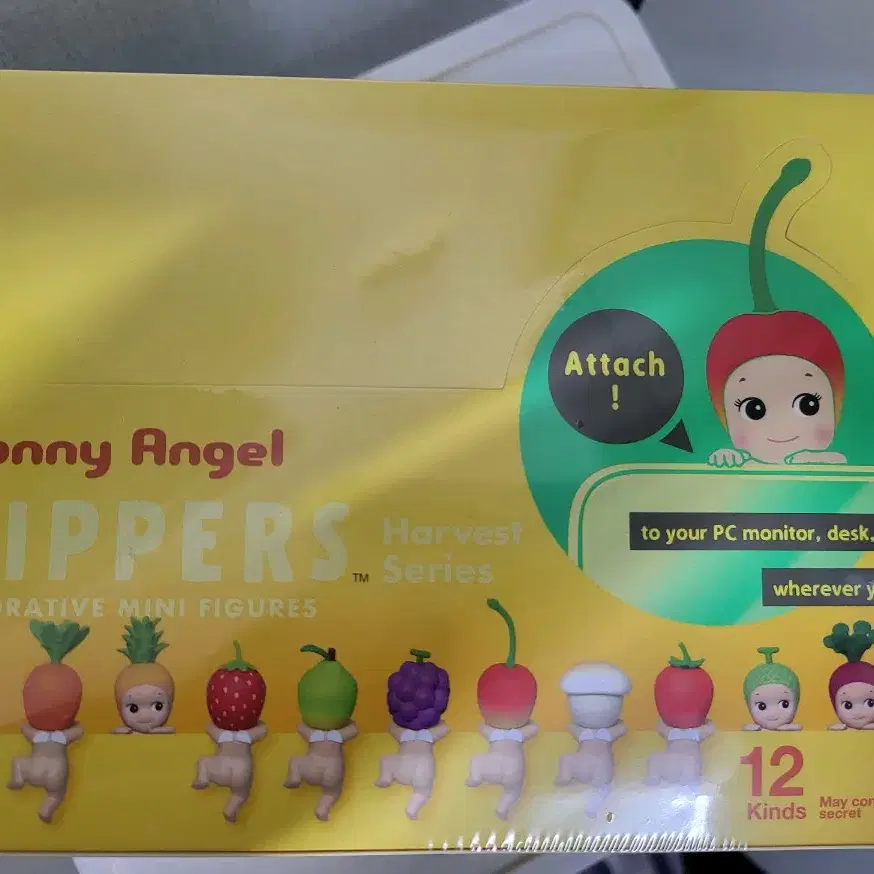 Attach
!
onny Angel
IPPERS™
Harvest
Series
to your PC monitor, desk,
wherever y
ORATIVE MINI FIGURES
12
Kinds
May con
secret